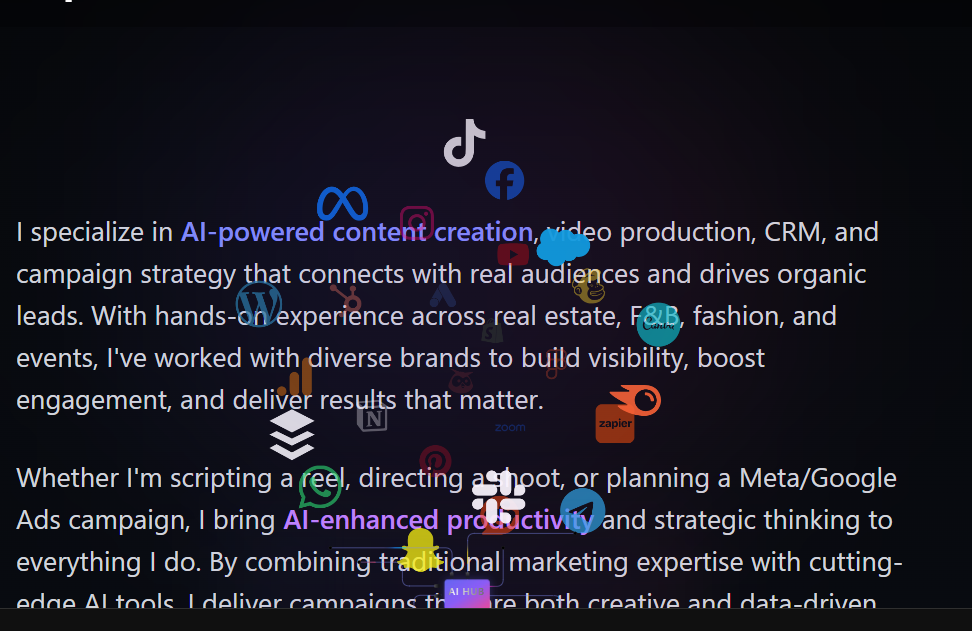 I specialize in AI-powered content creation, video production, CRM, and
campaign strategy that connects with real audiences and drives organic
leads. With hands-on experience across real estate, F&B, fashion, and
Canva
events, I've worked with diverse brands to build visibility, boost
engagement, and deliver results that matter.
zapier
zoom
Whether I'm scripting a reel, directing a shoot, or planning a Meta/Google
Ads campaign, I bring AI-enhanced productivity and strategic thinking to
everything I do. By combining traditional marketing expertise with cutting-
AI HUB
edge AI tools, I deliver campaigns that are both creative and data-driven